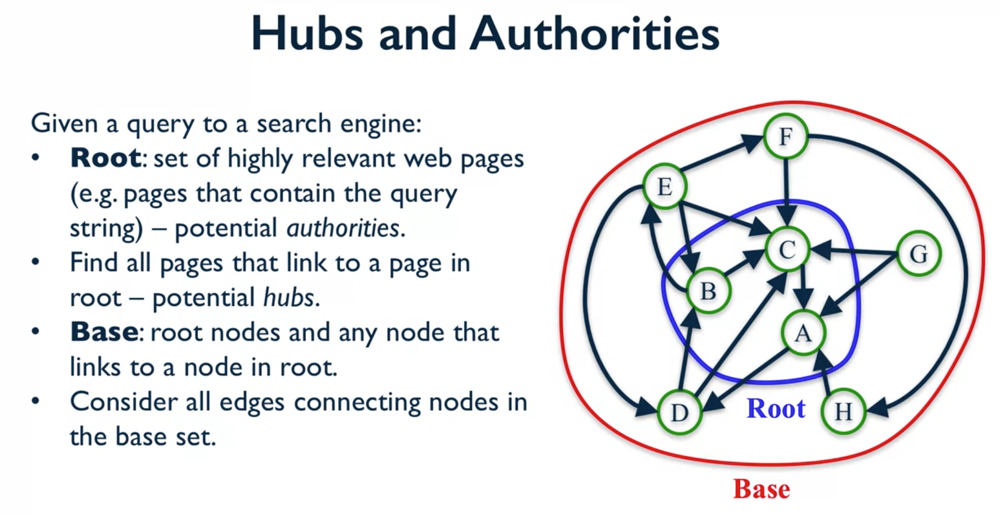 Hubs and Authorities
Given a query to a search engine:
• Root: set of highly relevant web pages
(e.g. pages that contain the query
string) – potential authorities.
• Find all pages that link to a page in
root – potential hubs.
• Base: root nodes and any node that
links to a node in root.
• Consider all edges connecting nodes in
the base set.
F
E
C
G
B
A
D
Root
H
Base